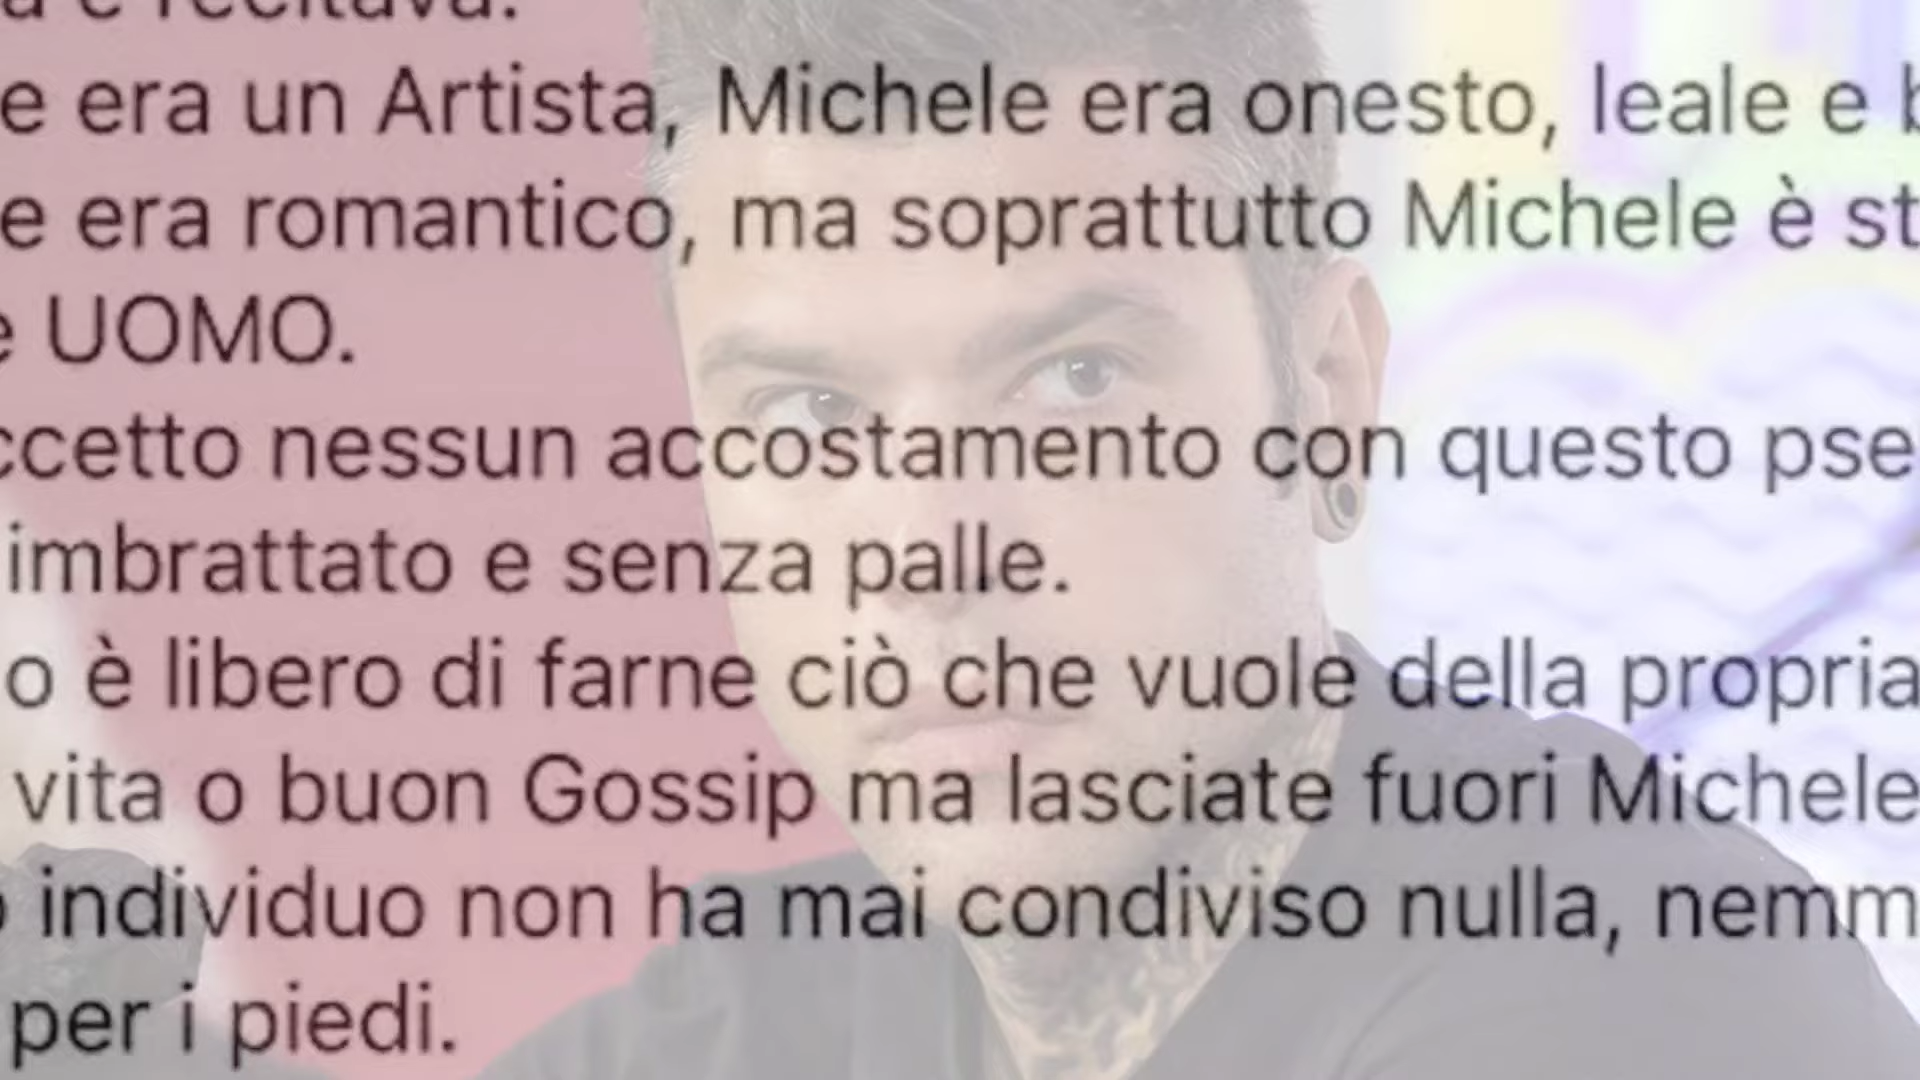 a e recitava.
e era un Artista, Michele era onesto, leale e b
e era romantico, ma soprattutto Michele è st
e UOMO.
ccetto nessun accostamento con questo pse
imbrattato e senza palle.
o è libero di farne ciò che vuole della propria
vita o buon Gossip ma lasciate fuori Michele
o individuo non ha mai condiviso nulla, nemm
per i piedi.